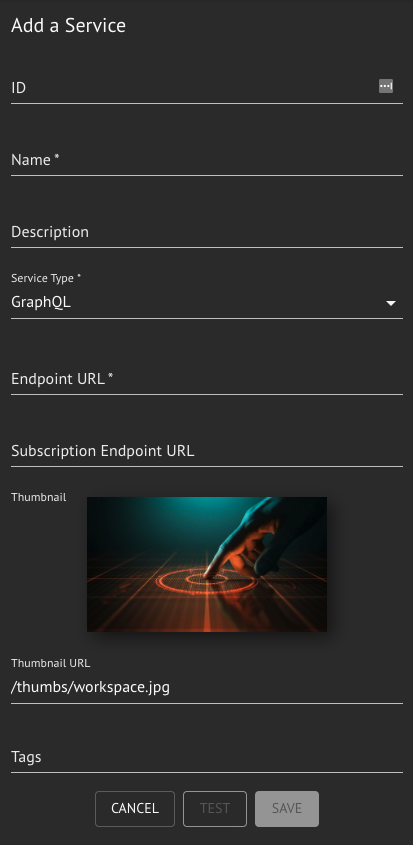 Add a Service
ID
Name *
Description
Service Type *
GraphQL
Endpoint URL *
Subscription Endpoint URL
Thumbnail
Thumbnail URL
/thumbs/workspace.jpg
Tags
CANCEL TEST SAVE